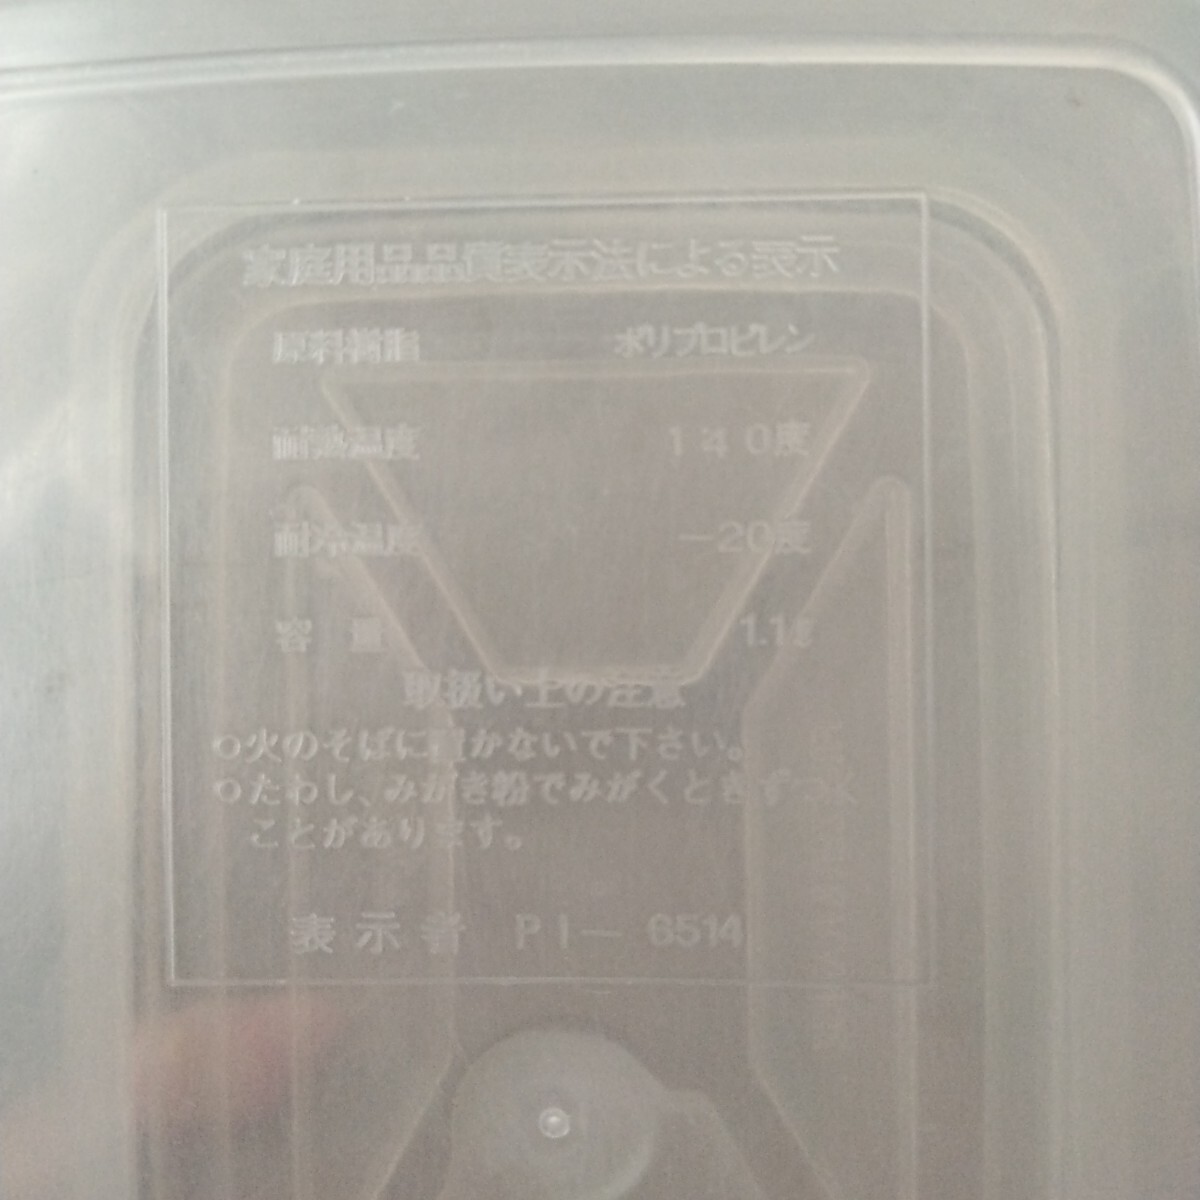 家庭用品品質表示法による表示
原料樹脂 ポリプロピレン
耐熱温度 140度
耐冷温度 −20度
容量 1.1ℓ
取扱い上の注意
○火のそばに置かないで下さい。
○たわし、みがき粉でみがくときずつく
ことがあります。
表示者 PI− 6514